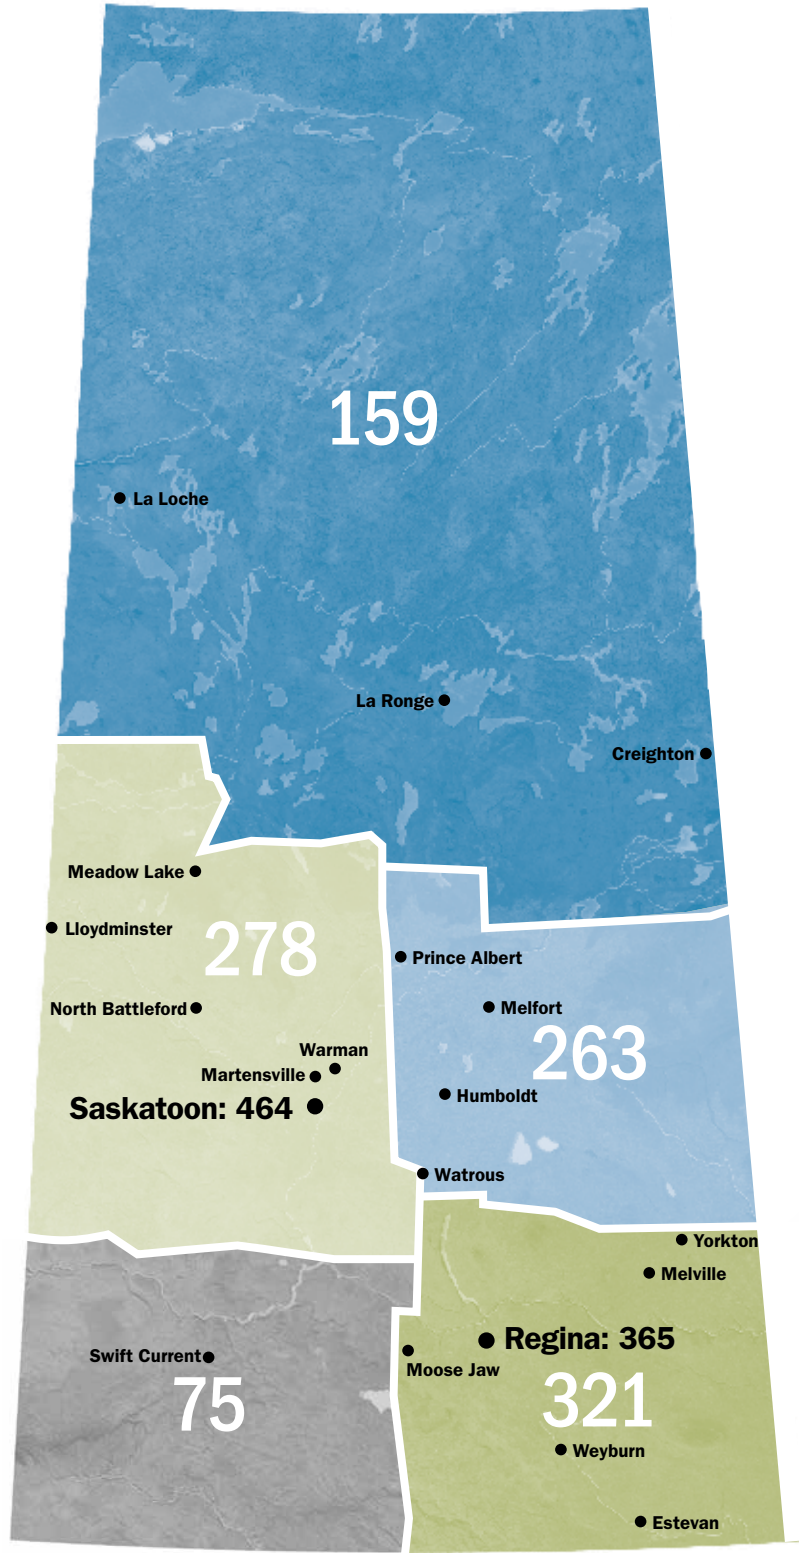 159
La Loche
La Ronge
Creighton
Meadow Lake
Lloydminster
278
Prince Albert
North Battleford
Melfort
263
Warman
Martensville
Humboldt
Saskatoon: 464
Watrous
Yorkton
Melville
Regina: 365
Swift Current
Moose Jaw
75
321
Weyburn
Estevan